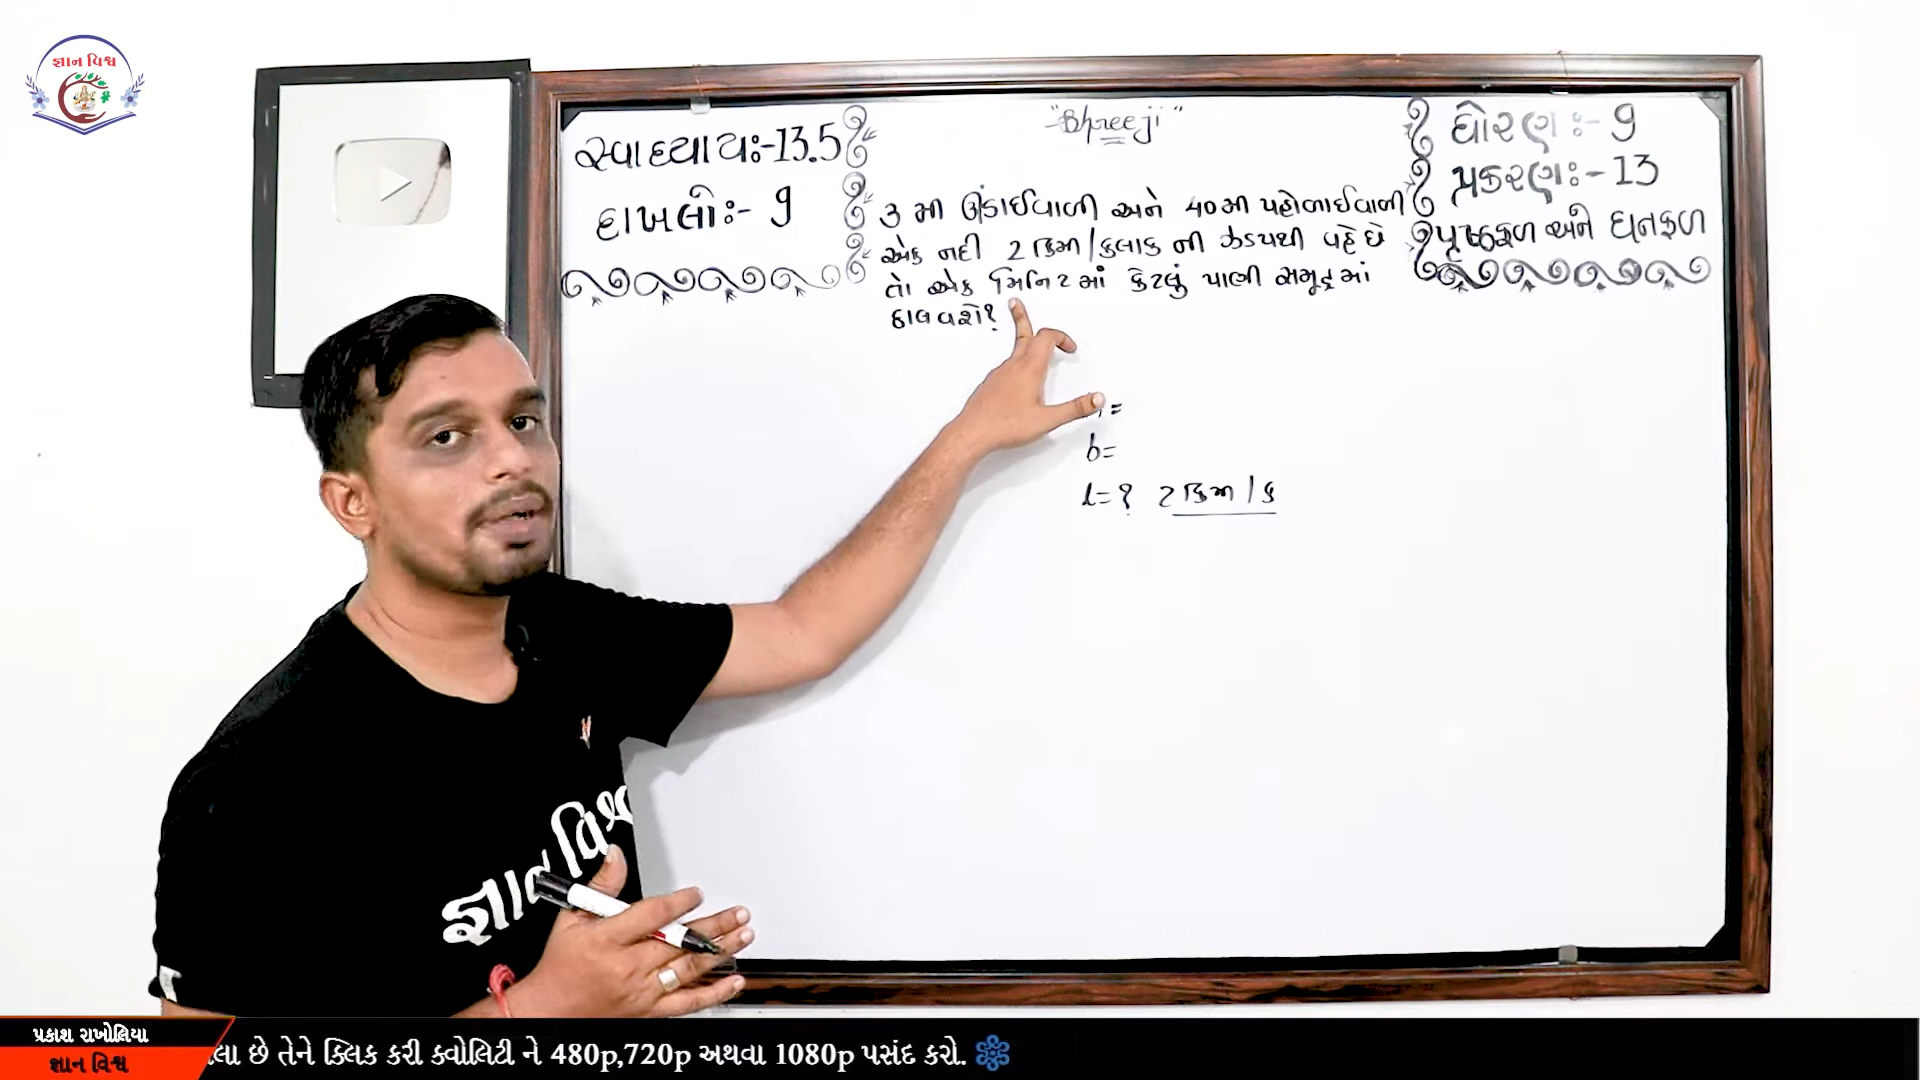 જ્ઞાન વિશ્વ
"Shreeji"
સ્વાધ્યાયઃ-13.5
દાખલોઃ- 9
ધોરણઃ- 9
પ્રકરણઃ- 13
પૃષ્ઠફળ અને ઘનફળ
3 મી ઊંડાઈવાળી અને 40મી પહોળાઈવાળી
એક નદી 2 કિમી/કલાક ની ઝડપથી વહે છે
તો એક મિનિટમાં કેટલું પાણી સમુદ્રમાં
ઠાલવશે?
=
b=
l=? 2 કિમી/ક
જ્ઞાન વિશ્વ
પ્રકાશ રાખોલિયા
જ્ઞાન વિશ્વ
લા છે તેને ક્લિક કરી ક્વોલિટી ને 480p,720p અથવા 1080p પસંદ કરો.